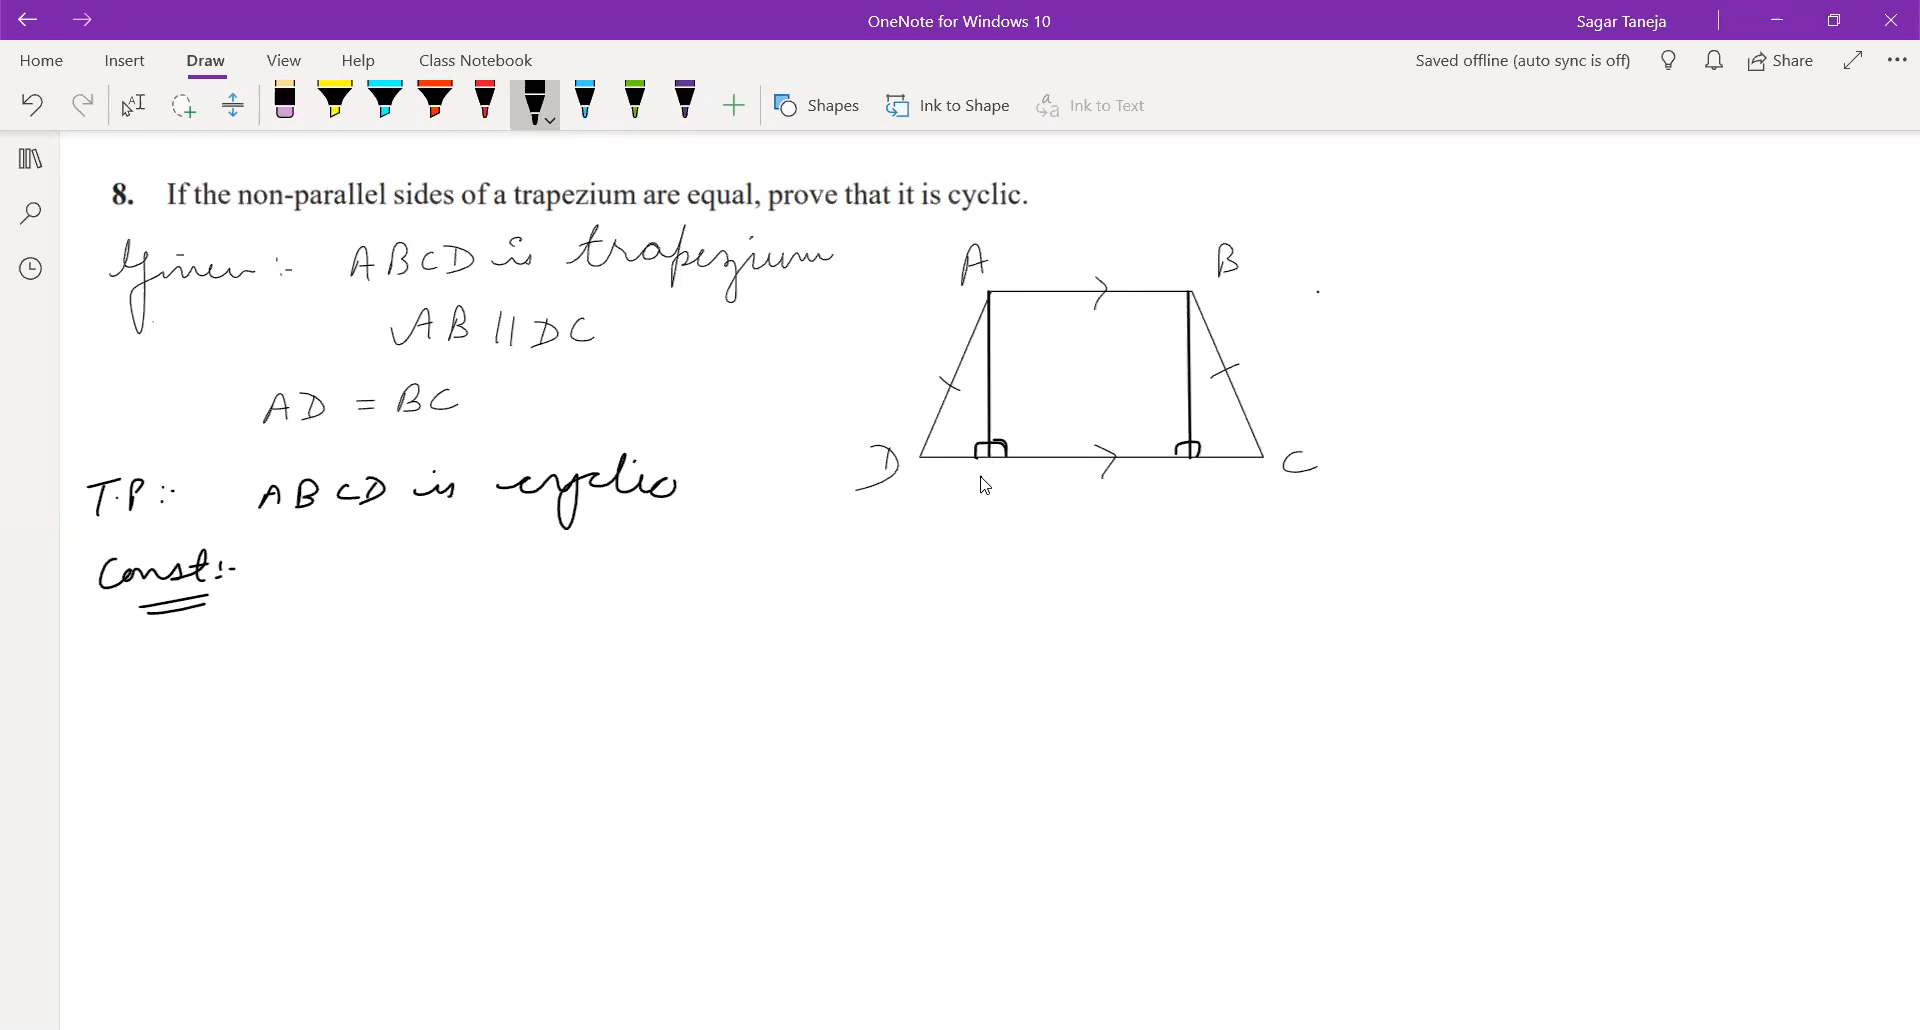 OneNote for Windows 10
Sagar Taneja
Home Insert Draw View Help Class Notebook
Saved offline (auto sync is off) Share
Shapes Ink to Shape Ink to Text
8. If the non-parallel sides of a trapezium are equal, prove that it is cyclic.
Given :- ABCD is trapezium
AB || DC
AD = BC
T.P :- ABCD is cyclic
Const :-
A B
D C